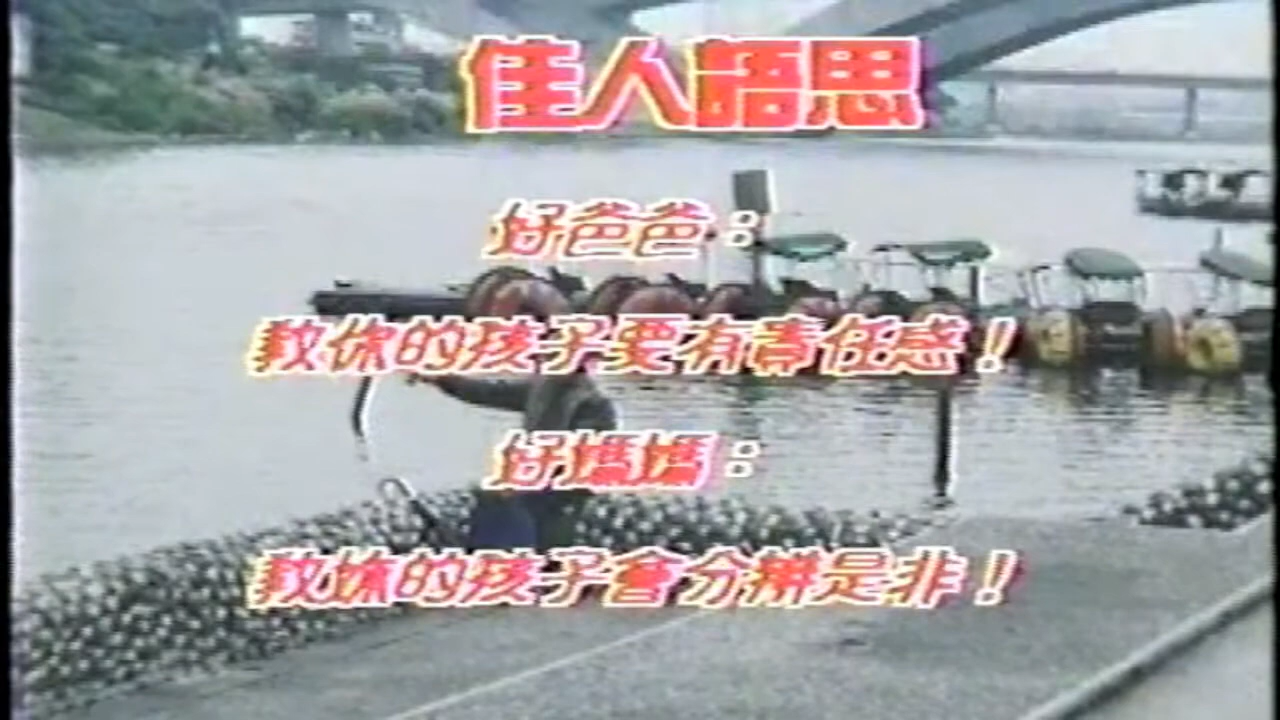 佳人語思
好爸爸：
教你的孩子要有責任感！
好媽媽：
教妳的孩子會分辨是非！